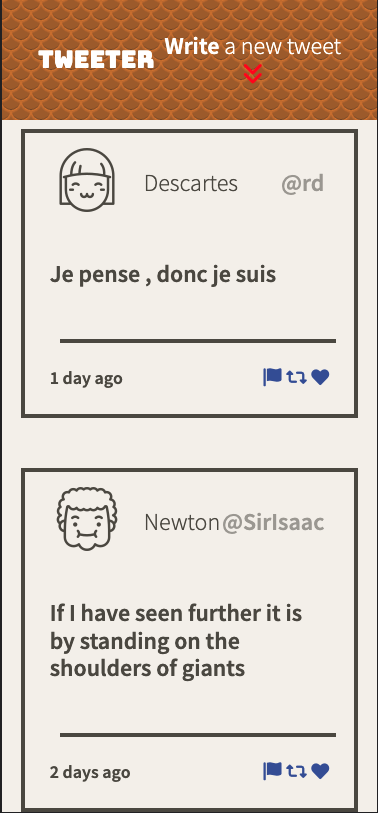 TWEETER
Write a new tweet
Descartes @rd
Je pense , donc je suis
1 day ago
Newton @SirIsaac
If I have seen further it is
by standing on the
shoulders of giants
2 days ago